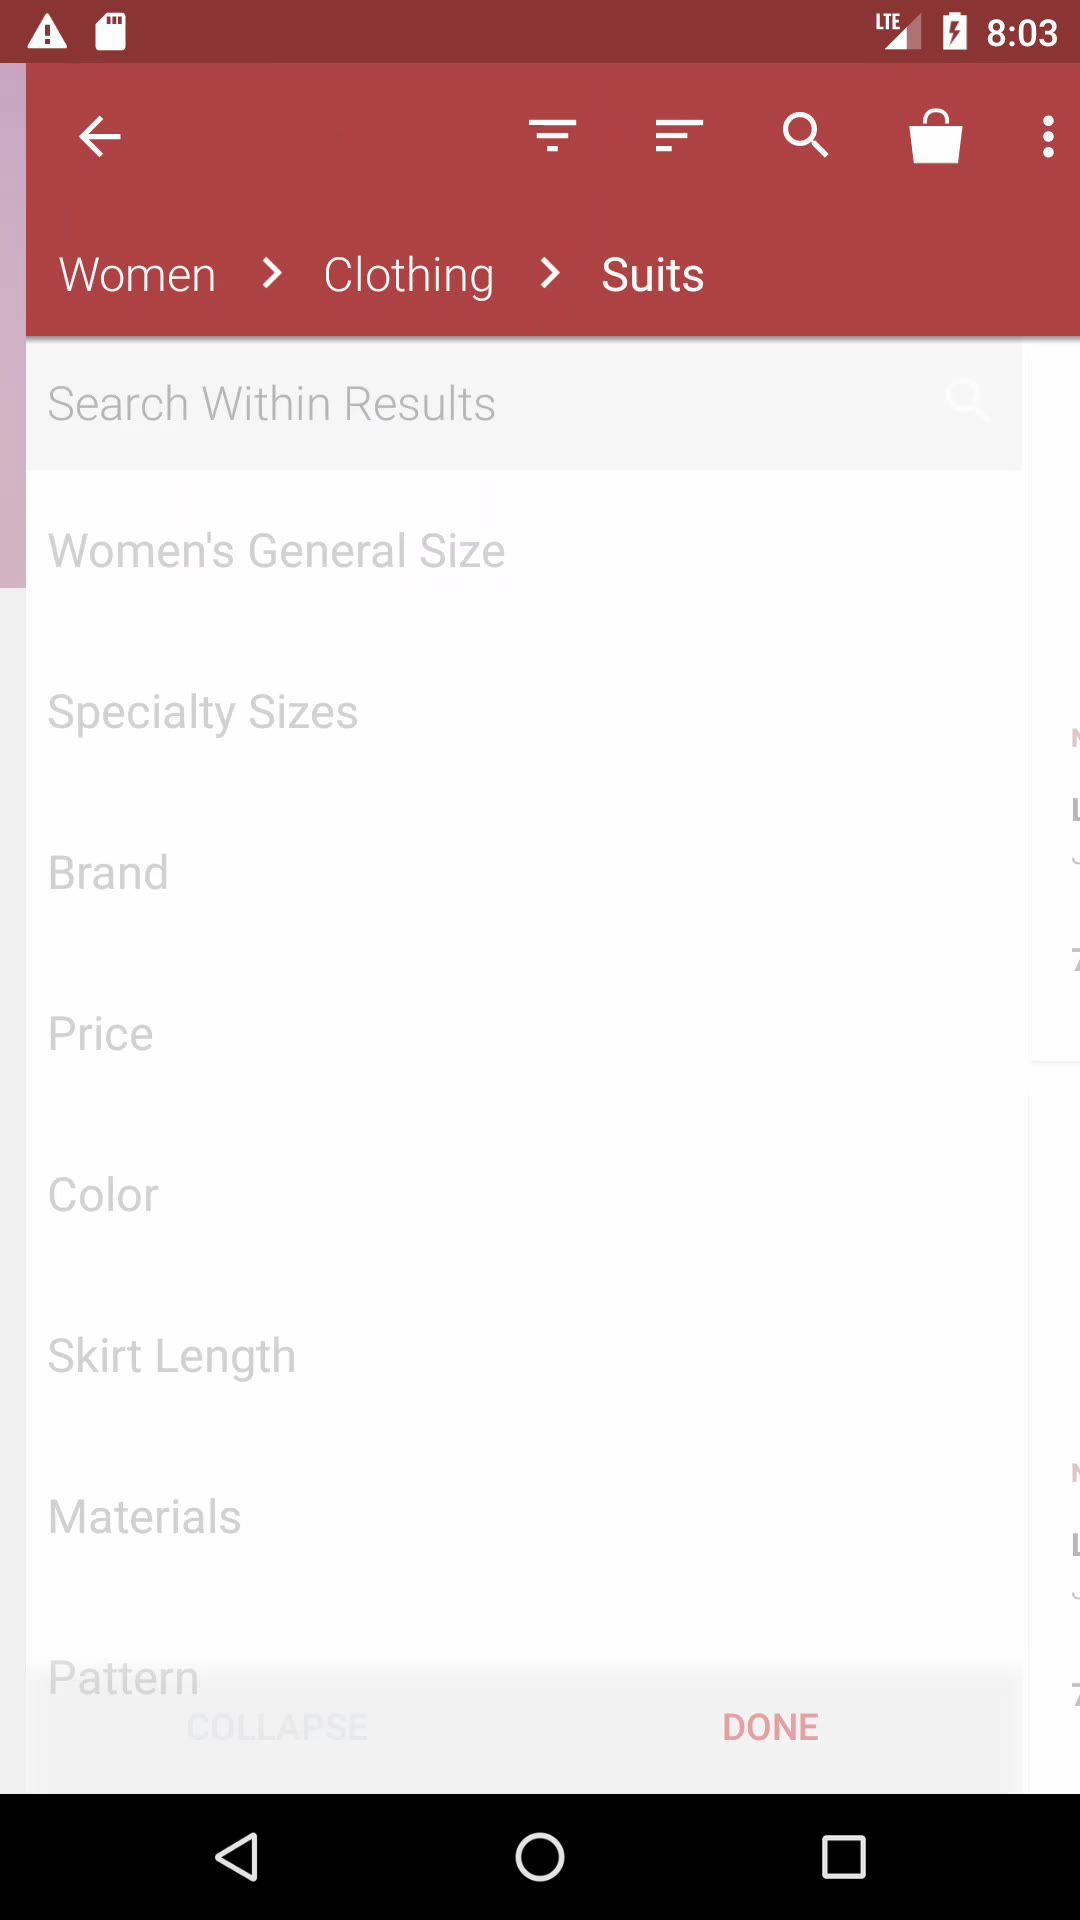 LTE 8:03
Women Clothing Suits
Search Within Results
Women's General Size
Specialty Sizes
Brand
Price
Color
Skirt Length
Materials
Pattern
COLLAPSE DONE